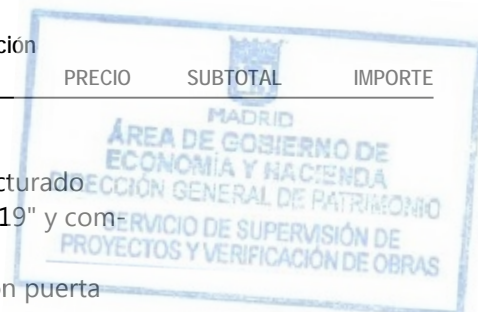 ción
PRECIO SUBTOTAL IMPORTE
MADRID
ÁREA DE GOBIERNO DE
ECONOMÍA Y HACIENDA
cturado
DIRECCIÓN GENERAL DE PATRIMONIO
19" y com-
SERVICIO DE SUPERVISIÓN DE
PROYECTOS Y VERIFICACIÓN DE OBRAS
n puerta